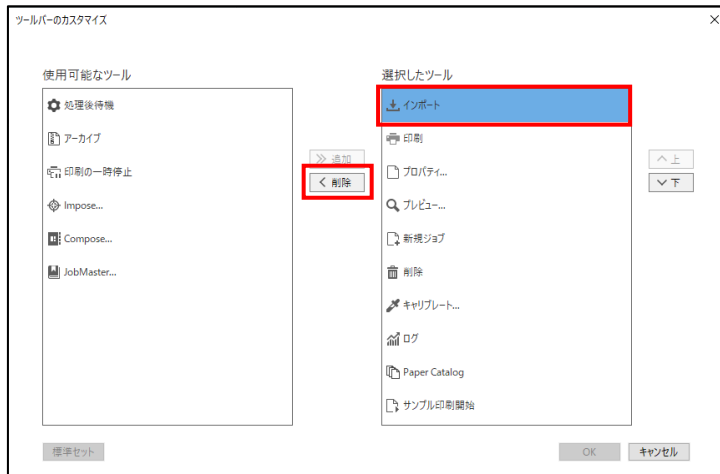 ツールバーのカスタマイズ
使用可能なツール
処理後待機
アーカイブ
印刷の一時停止
Impose...
Compose...
JobMaster...
追加
削除
選択したツール
インポート
印刷
プロパティ...
プレビュー...
新規ジョブ
削除
キャリブレート...
ログ
Paper Catalog
サンプル印刷開始
上
下
標準セット
OK
キャンセル